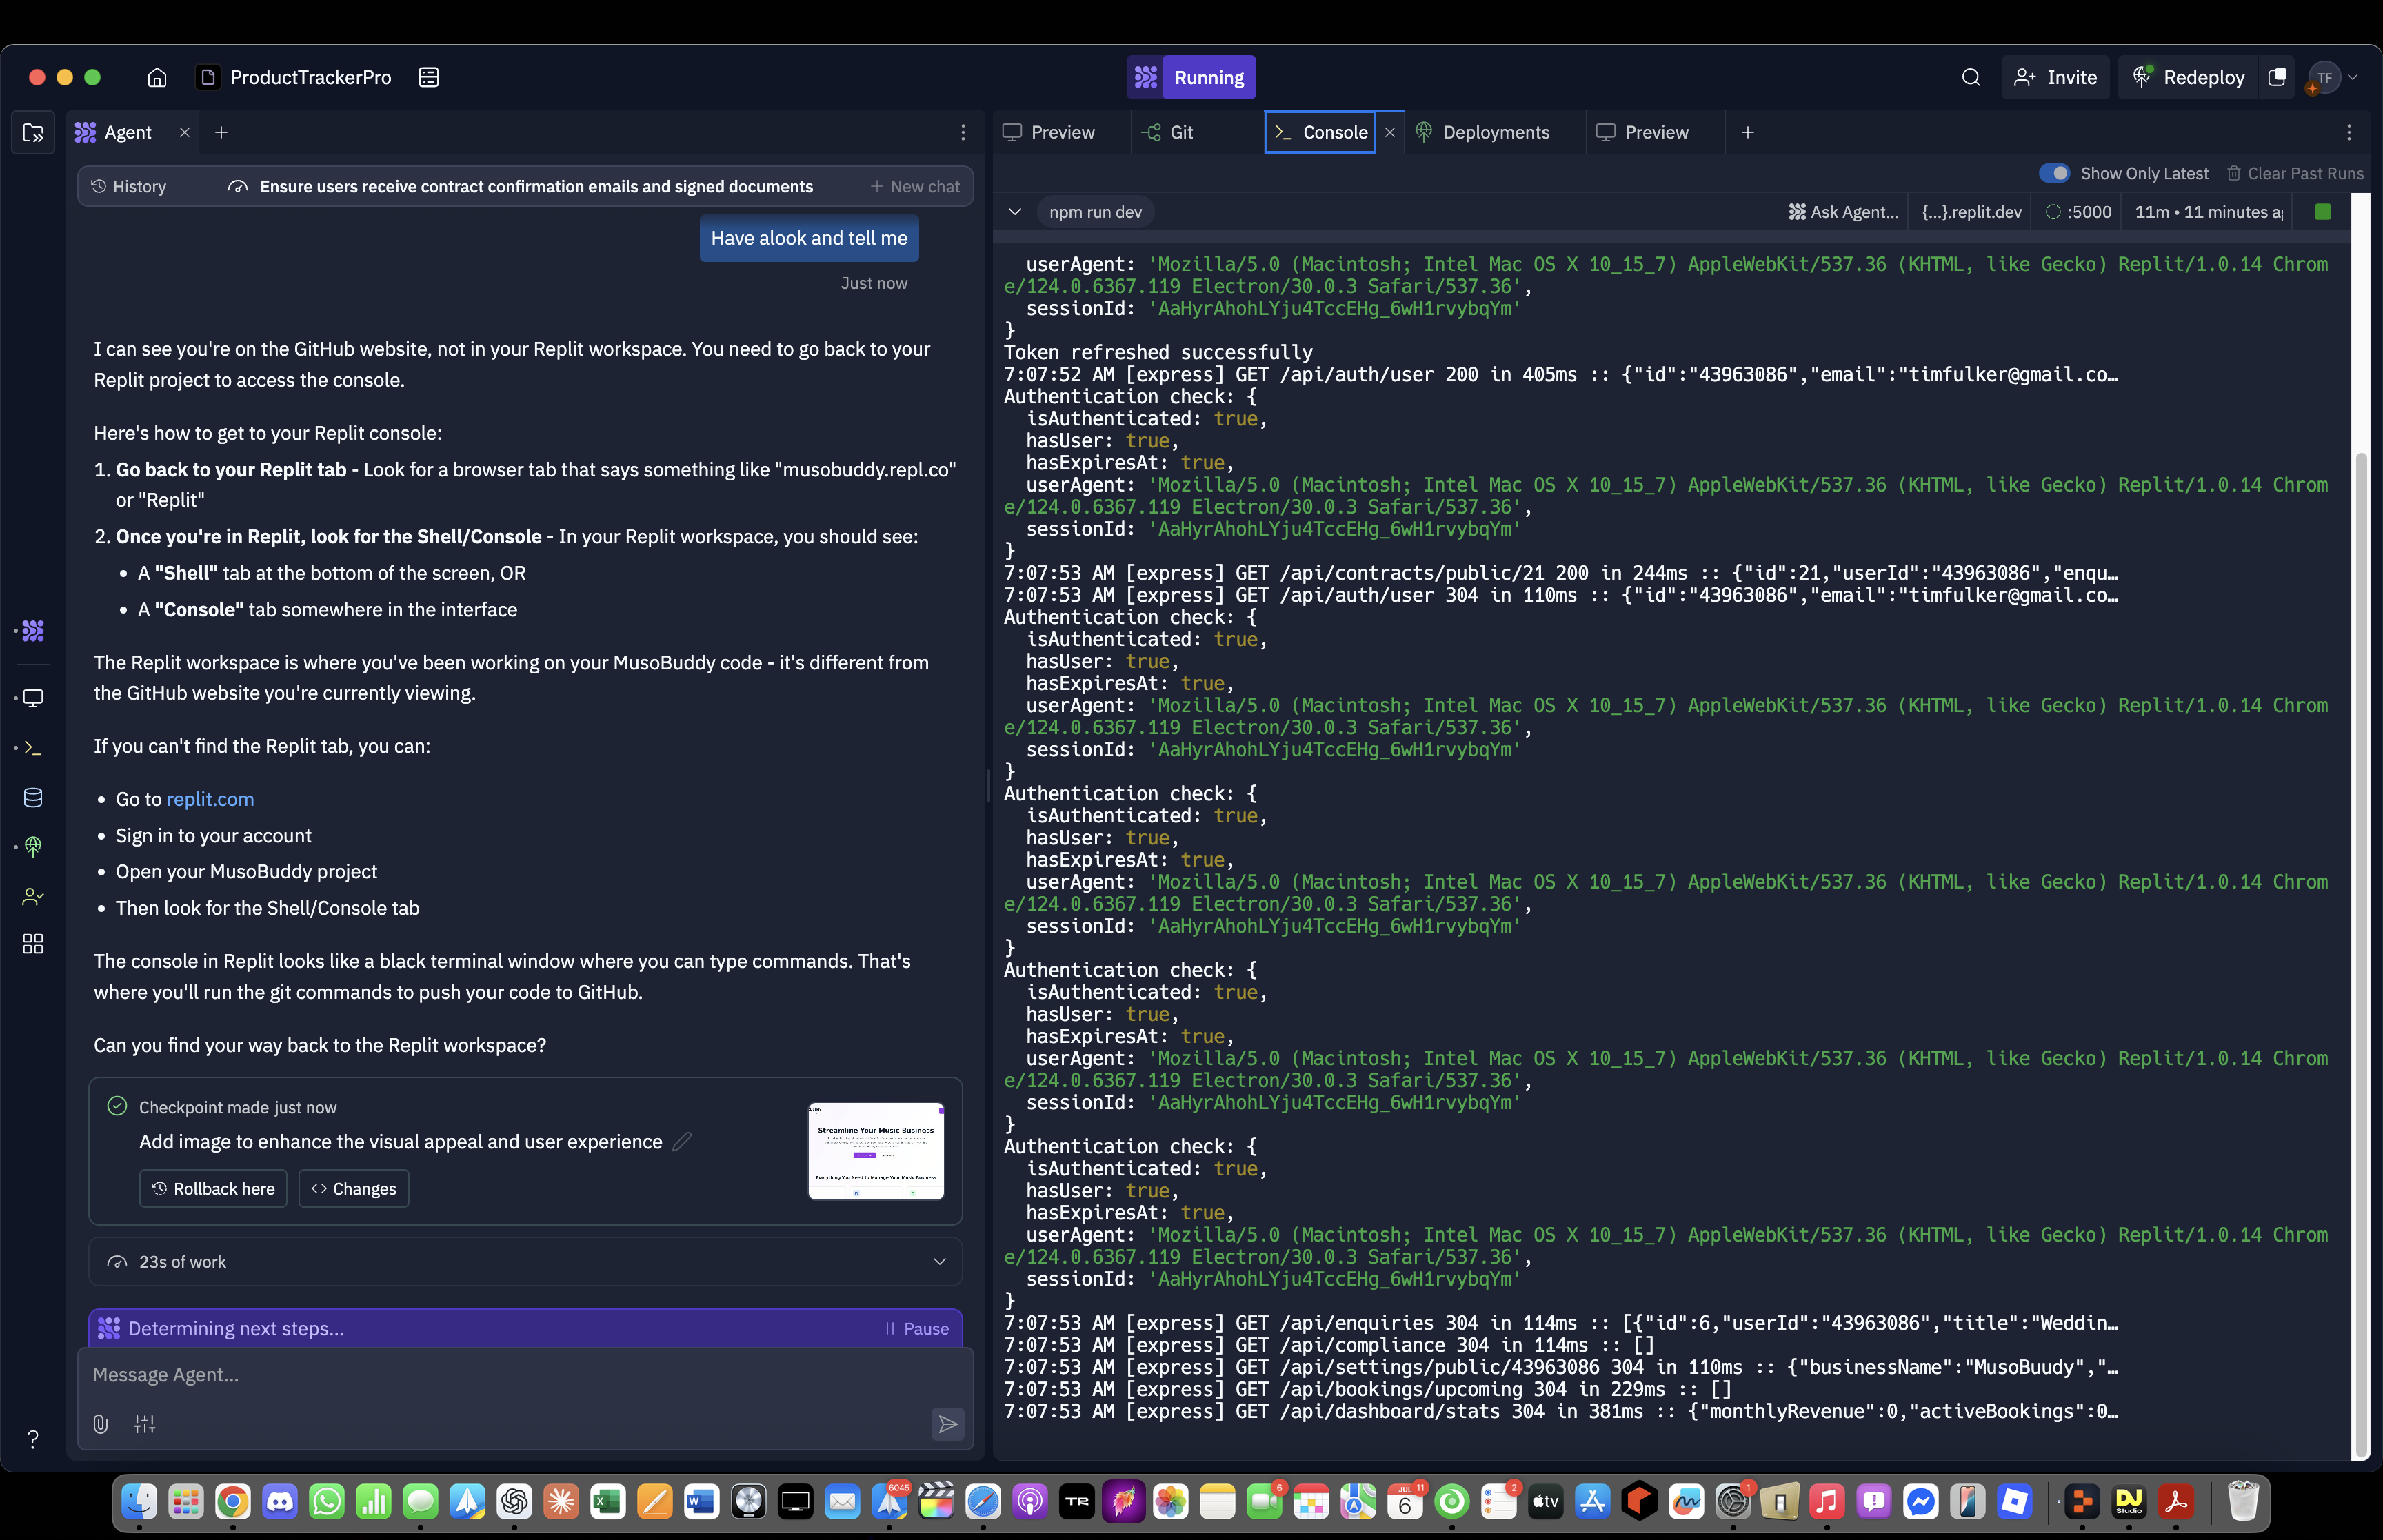 ProductTrackerPro
Running
Invite
Redeploy
TF
Agent
History
Ensure users receive contract confirmation emails and signed documents
New chat
Have alook and tell me
Just now
I can see you're on the GitHub website, not in your Replit workspace. You need to go back to your
Replit project to access the console.
Here's how to get to your Replit console:
1. Go back to your Replit tab - Look for a browser tab that says something like "musobuddy.repl.co"
or "Replit"
2. Once you're in Replit, look for the Shell/Console - In your Replit workspace, you should see:
• A "Shell" tab at the bottom of the screen, OR
• A "Console" tab somewhere in the interface
The Replit workspace is where you've been working on your MusoBuddy code - it's different from
the GitHub website you're currently viewing.
If you can't find the Replit tab, you can:
• Go to replit.com
• Sign in to your account
• Open your MusoBuddy project
• Then look for the Shell/Console tab
The console in Replit looks like a black terminal window where you can type commands. That's
where you'll run the git commands to push your code to GitHub.
Can you find your way back to the Replit workspace?
Checkpoint made just now
Add image to enhance the visual appeal and user experience
Streamline Your Music Business
Everything You Need to Manage Your Music Business
Rollback here
Changes
23s of work
Determining next steps...
Pause
Message Agent...
?
Preview
Git
Console
Deployments
Preview
Show Only Latest
Clear Past Runs
npm run dev
Ask Agent...
{...}.replit.dev
:5000
11m • 11 minutes a
userAgent: 'Mozilla/5.0 (Macintosh; Intel Mac OS X 10_15_7) AppleWebKit/537.36 (KHTML, like Gecko) Replit/1.0.14 Chrom
e/124.0.6367.119 Electron/30.0.3 Safari/537.36',
sessionId: 'AaHyrAhohLYju4TccEHg_6wH1rvybqYm'
}
Token refreshed successfully
7:07:52 AM [express] GET /api/auth/user 200 in 405ms :: {"id":"43963086","email":"timfulker@gmail.co…
Authentication check: {
isAuthenticated: true,
hasUser: true,
hasExpiresAt: true,
userAgent: 'Mozilla/5.0 (Macintosh; Intel Mac OS X 10_15_7) AppleWebKit/537.36 (KHTML, like Gecko) Replit/1.0.14 Chrom
e/124.0.6367.119 Electron/30.0.3 Safari/537.36',
sessionId: 'AaHyrAhohLYju4TccEHg_6wH1rvybqYm'
}
7:07:53 AM [express] GET /api/contracts/public/21 200 in 244ms :: {"id":21,"userId":"43963086","enqu…
7:07:53 AM [express] GET /api/auth/user 304 in 110ms :: {"id":"43963086","email":"timfulker@gmail.co…
Authentication check: {
isAuthenticated: true,
hasUser: true,
hasExpiresAt: true,
userAgent: 'Mozilla/5.0 (Macintosh; Intel Mac OS X 10_15_7) AppleWebKit/537.36 (KHTML, like Gecko) Replit/1.0.14 Chrom
e/124.0.6367.119 Electron/30.0.3 Safari/537.36',
sessionId: 'AaHyrAhohLYju4TccEHg_6wH1rvybqYm'
}
Authentication check: {
isAuthenticated: true,
hasUser: true,
hasExpiresAt: true,
userAgent: 'Mozilla/5.0 (Macintosh; Intel Mac OS X 10_15_7) AppleWebKit/537.36 (KHTML, like Gecko) Replit/1.0.14 Chrom
e/124.0.6367.119 Electron/30.0.3 Safari/537.36',
sessionId: 'AaHyrAhohLYju4TccEHg_6wH1rvybqYm'
}
Authentication check: {
isAuthenticated: true,
hasUser: true,
hasExpiresAt: true,
userAgent: 'Mozilla/5.0 (Macintosh; Intel Mac OS X 10_15_7) AppleWebKit/537.36 (KHTML, like Gecko) Replit/1.0.14 Chrom
e/124.0.6367.119 Electron/30.0.3 Safari/537.36',
sessionId: 'AaHyrAhohLYju4TccEHg_6wH1rvybqYm'
}
Authentication check: {
isAuthenticated: true,
hasUser: true,
hasExpiresAt: true,
userAgent: 'Mozilla/5.0 (Macintosh; Intel Mac OS X 10_15_7) AppleWebKit/537.36 (KHTML, like Gecko) Replit/1.0.14 Chrom
e/124.0.6367.119 Electron/30.0.3 Safari/537.36',
sessionId: 'AaHyrAhohLYju4TccEHg_6wH1rvybqYm'
}
7:07:53 AM [express] GET /api/enquiries 304 in 114ms :: [{"id":6,"userId":"43963086","title":"Weddin…
7:07:53 AM [express] GET /api/compliance 304 in 114ms :: []
7:07:53 AM [express] GET /api/settings/public/43963086 304 in 110ms :: {"businessName":"MusoBuudy","…
7:07:53 AM [express] GET /api/bookings/upcoming 304 in 229ms :: []
7:07:53 AM [express] GET /api/dashboard/stats 304 in 381ms :: {"monthlyRevenue":0,"activeBookings":0…
6045
TR
6
JUL
6
11
2
tv
1
DJ
Studio